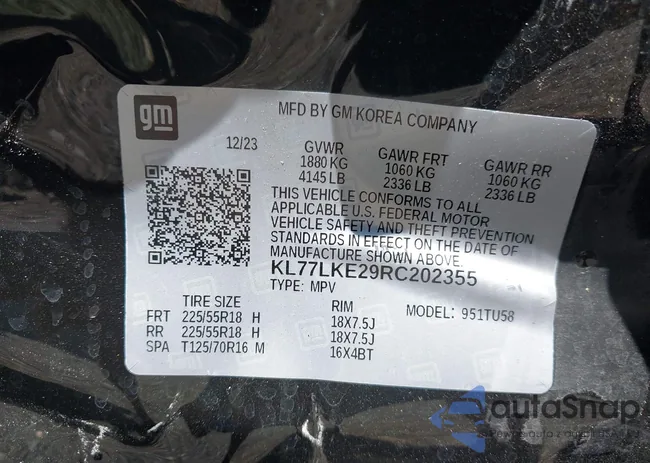 gm
MFD BY GM KOREA COMPANY
12/23
GVWR GAWR FRT GAWR RR
1880 KG 1060 KG 1060 KG
4145 LB 2336 LB 2336 LB
THIS VEHICLE CONFORMS TO ALL
APPLICABLE U.S. FEDERAL MOTOR
VEHICLE SAFETY AND THEFT PREVENTION
STANDARDS IN EFFECT ON THE DATE OF
MANUFACTURE SHOWN ABOVE.
KL77LKE29RC202355
TYPE: MPV
TIRE SIZE RIM MODEL: 951TU58
FRT 225/55R18 H 18X7.5J
RR 225/55R18 H 18X7.5J
SPA T125/70R16 M 16X4BT
autaSnap